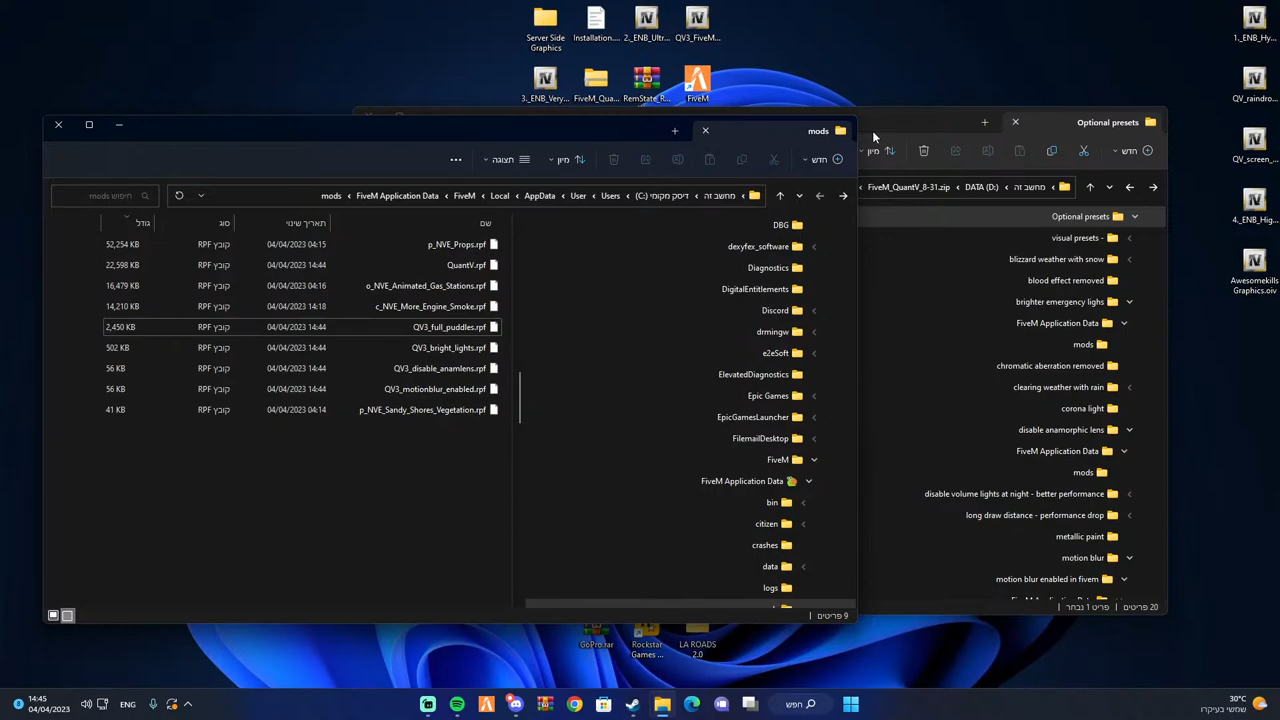 Server Side
Graphics
Installation....
2._ENB_Ultr...
QV3_FiveM...
1._ENB_Hy...
3._ENB_Very...
FiveM_Qua...
RemState_R...
FiveM
QV_raindro...
QV_screen_...
4._ENB_Hig...
Awesomekills
Graphics.oiv
mods
Optional presets
חדש
מיון
תצוגה
חדש
מיון
חיפוש mods
מחשב זה
דיסק מקומי (C:)
Users
User
AppData
Local
FiveM
FiveM Application Data
mods
מחשב זה
DATA (D:)
FiveM_QuantV_8-31.zip
שם
תאריך שינוי
סוג
גודל
p_NVE_Props.rpf 04/04/2023 04:15 קובץ RPF 52,254 KB
QuantV.rpf 04/04/2023 14:44 קובץ RPF 22,598 KB
o_NVE_Animated_Gas_Stations.rpf 04/04/2023 04:16 קובץ RPF 16,479 KB
c_NVE_More_Engine_Smoke.rpf 04/04/2023 14:18 קובץ RPF 14,210 KB
QV3_full_puddles.rpf 04/04/2023 14:44 קובץ RPF 2,450 KB
QV3_bright_lights.rpf 04/04/2023 14:44 קובץ RPF 502 KB
QV3_disable_anamlens.rpf 04/04/2023 14:44 קובץ RPF 56 KB
QV3_motionblur_enabled.rpf 04/04/2023 14:44 קובץ RPF 56 KB
p_NVE_Sandy_Shores_Vegetation.rpf 04/04/2023 04:14 קובץ RPF 41 KB
DBG
dexyfex_software
Diagnostics
DigitalEntitlements
Discord
drmingw
e2eSoft
ElevatedDiagnostics
Epic Games
EpicGamesLauncher
FilemailDesktop
FiveM
FiveM Application Data
bin
citizen
crashes
data
logs
9 פריטים
Optional presets
visual presets -
blizzard weather with snow
blood effect removed
brighter emergency lighs
FiveM Application Data
mods
chromatic aberration removed
clearing weather with rain
corona light
disable anamorphic lens
FiveM Application Data
mods
disable volume lights at night - better performance
long draw distance - performance drop
metallic paint
motion blur
motion blur enabled in fivem
20 פריטים
פריט 1 נבחר
GoPro.rar
Rockstar
Games ...
LA ROADS
2.0
8
14:45
04/04/2023
ENG
חפש
30°C
שמשי בעיקרו